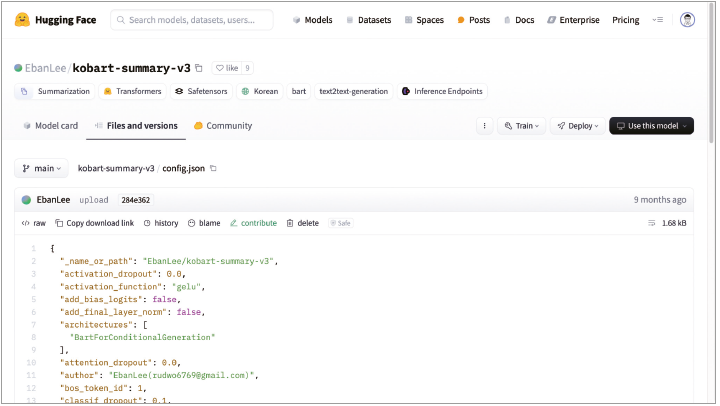 Hugging Face
Search models, datasets, users...
Models
Datasets
Spaces
Posts
Docs
Enterprise
Pricing
EbanLee/kobart-summary-v3
like 9
Summarization
Transformers
Safetensors
Korean
bart
text2text-generation
Inference Endpoints
Model card
Files and versions
Community
Train
Deploy
Use this model
main
kobart-summary-v3 / config.json
EbanLee upload 284e362 9 months ago
raw
Copy download link
history
blame
contribute
delete
Safe
1.68 kB
1 {
2 "_name_or_path": "EbanLee/kobart-summary-v3",
3 "activation_dropout": 0.0,
4 "activation_function": "gelu",
5 "add_bias_logits": false,
6 "add_final_layer_norm": false,
7 "architectures": [
8 "BartForConditionalGeneration"
9 ],
10 "attention_dropout": 0.0,
11 "author": "EbanLee(rudwo6769@gmail.com)",
12 "bos_token_id": 1,
13 "classif_dropout": 0.1,